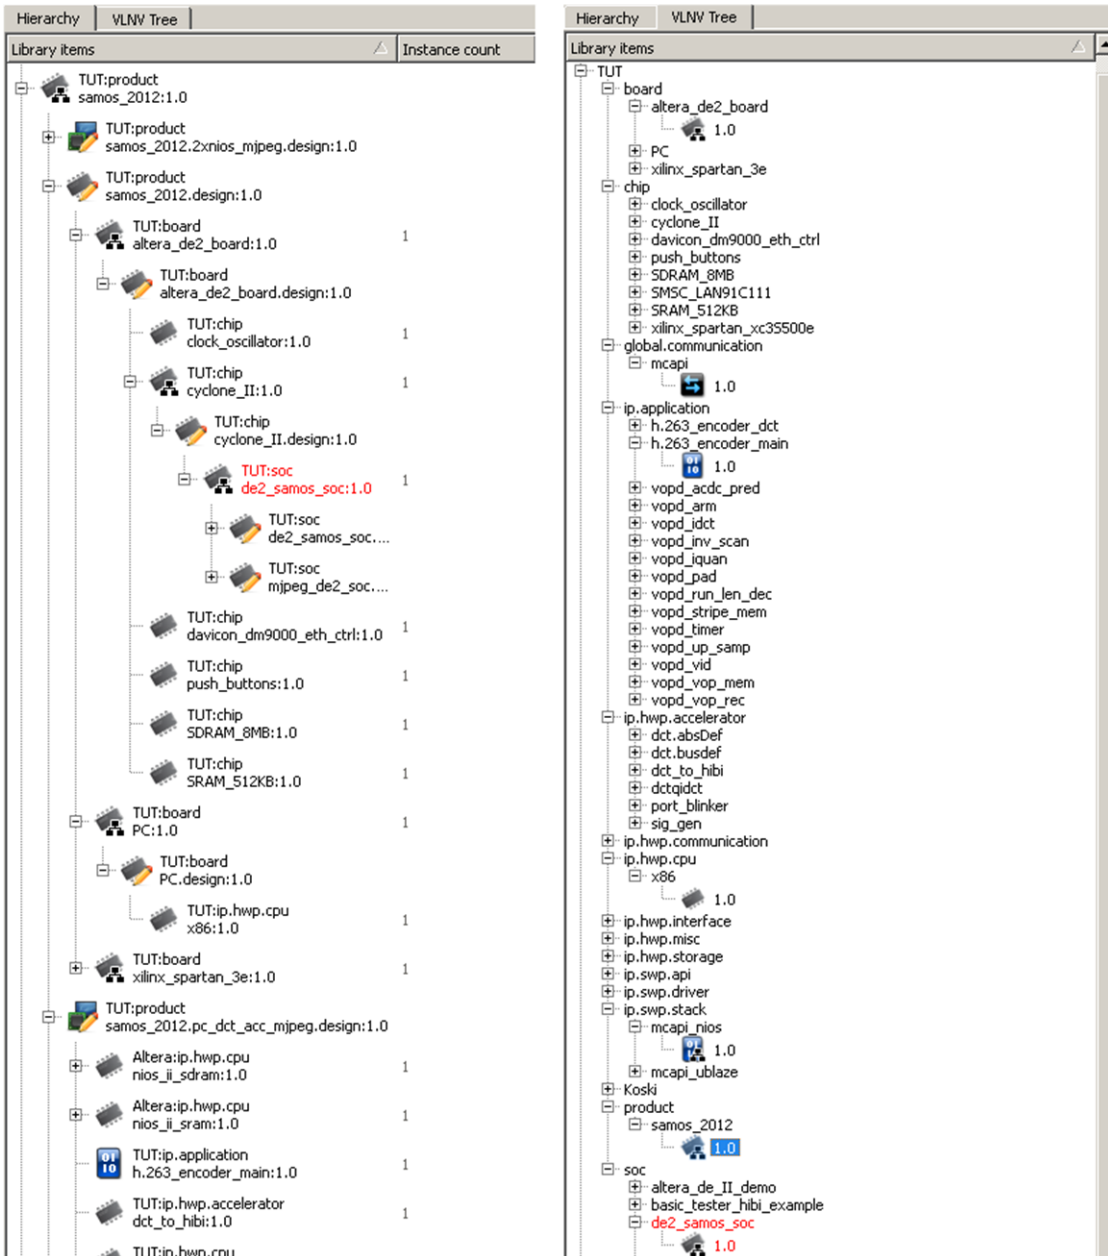 Hierarchy
VLNV Tree
Library items
Instance count
TUT:product
samos_2012:1.0
TUT:product
samos_2012.2xnios_mjpeg.design:1.0
TUT:product
samos_2012.design:1.0
TUT:board
altera_de2_board:1.0
1
TUT:board
altera_de2_board.design:1.0
TUT:chip
clock_oscillator:1.0
1
TUT:chip
cyclone_II:1.0
1
TUT:chip
cyclone_II.design:1.0
TUT:soc
de2_samos_soc:1.0
1
TUT:soc
de2_samos_soc....
TUT:soc
mjpeg_de2_soc....
TUT:chip
davicon_dm9000_eth_ctrl:1.0
1
TUT:chip
push_buttons:1.0
1
TUT:chip
SDRAM_8MB:1.0
1
TUT:chip
SRAM_512KB:1.0
1
TUT:board
PC:1.0
1
TUT:board
PC.design:1.0
TUT:ip.hwp.cpu
x86:1.0
1
TUT:board
xilinx_spartan_3e:1.0
1
TUT:product
samos_2012.pc_dct_acc_mjpeg.design:1.0
Altera:ip.hwp.cpu
nios_ii_sdram:1.0
1
Altera:ip.hwp.cpu
nios_ii_sram:1.0
1
TUT:ip.application
h.263_encoder_main:1.0
1
TUT:ip.hwp.accelerator
dct_to_hibi:1.0
1
TUT:ip.hwp.cpu
Hierarchy
VLNV Tree
Library items
TUT
board
altera_de2_board
1.0
PC
xilinx_spartan_3e
chip
clock_oscillator
cyclone_II
davicon_dm9000_eth_ctrl
push_buttons
SDRAM_8MB
SMSC_LAN91C111
SRAM_512KB
xilinx_spartan_xc3S500e
global.communication
mcapi
1.0
ip.application
h.263_encoder_dct
h.263_encoder_main
1.0
vopd_acdc_pred
vopd_arm
vopd_idct
vopd_inv_scan
vopd_iquan
vopd_pad
vopd_run_len_dec
vopd_stripe_mem
vopd_timer
vopd_up_samp
vopd_vid
vopd_vop_mem
vopd_vop_rec
ip.hwp.accelerator
dct.absDef
dct.busdef
dct_to_hibi
dctqidct
port_blinker
sig_gen
ip.hwp.communication
ip.hwp.cpu
x86
1.0
ip.hwp.interface
ip.hwp.misc
ip.hwp.storage
ip.swp.api
ip.swp.driver
ip.swp.stack
mcapi_nios
1.0
mcapi_ublaze
Koski
product
samos_2012
1.0
soc
altera_de_II_demo
basic_tester_hibi_example
de2_samos_soc
1.0